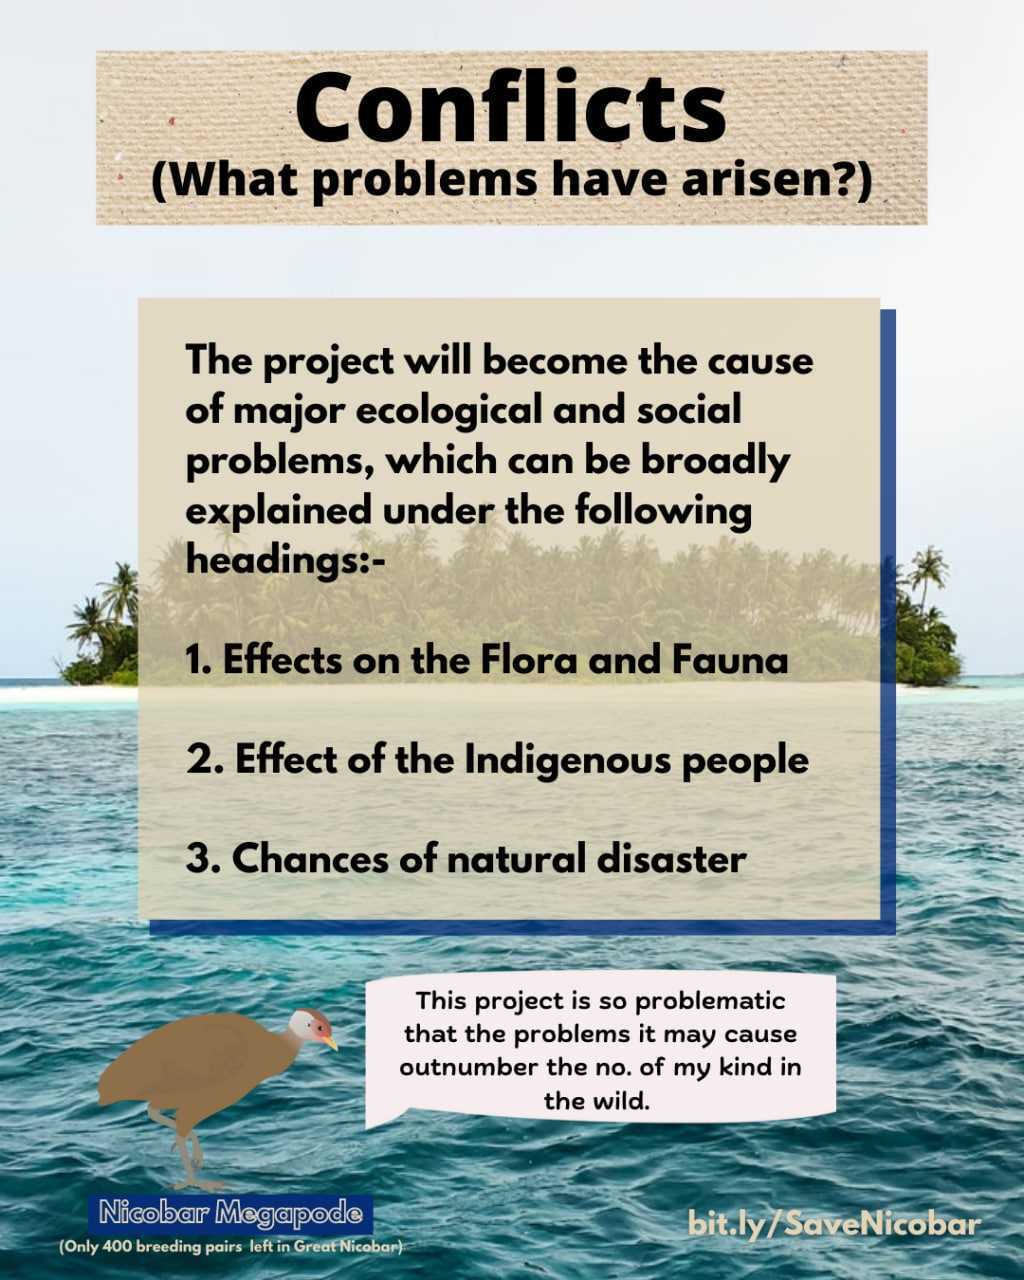 Conflicts
(What problems have arisen?)
The project will become the cause
of major ecological and social
problems, which can be broadly
explained under the following
headings:-
1. Effects on the Flora and Fauna
2. Effect of the Indigenous people
3. Chances of natural disaster
This project is so problematic
that the problems it may cause
outnumber the no. of my kind in
the wild.
Nicobar Megapode
(Only 400 breeding pairs left in Great Nicobar)
bit.ly/SaveNicobar